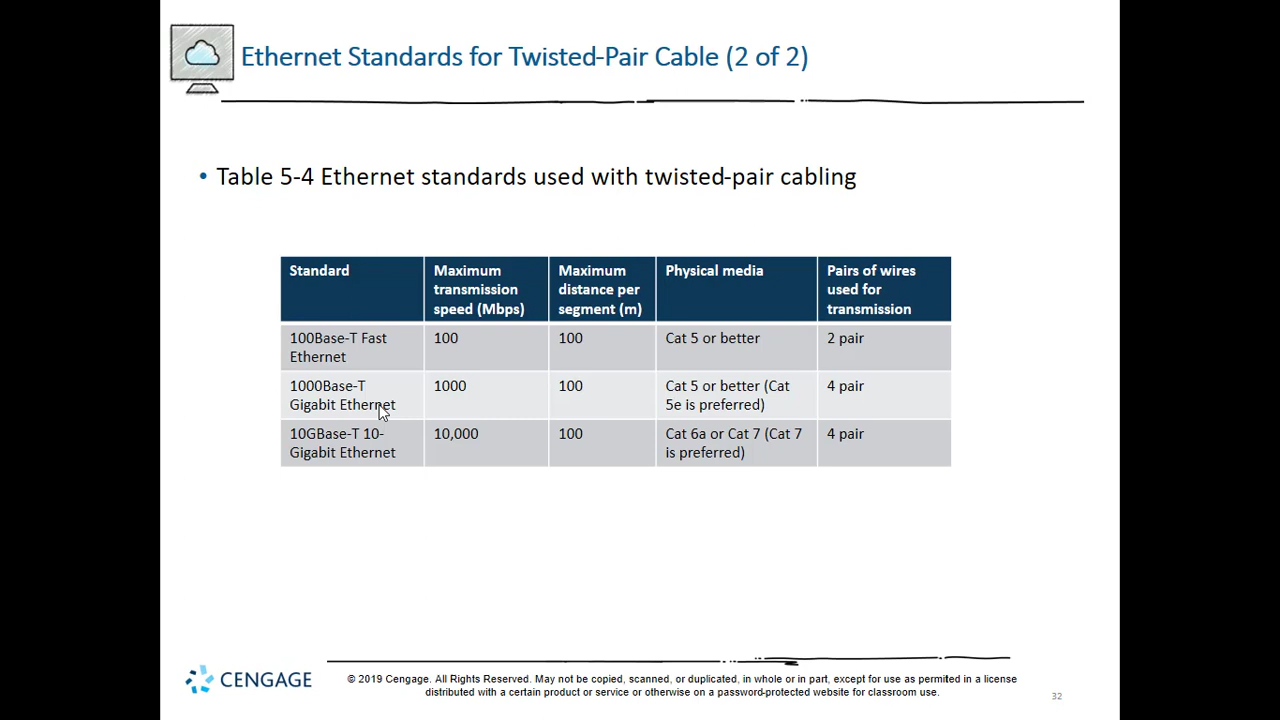 Ethernet Standards for Twisted-Pair Cable (2 of 2)
• Table 5-4 Ethernet standards used with twisted-pair cabling
Standard
Maximum
transmission
speed (Mbps)
Maximum
distance per
segment (m)
Physical media
Pairs of wires
used for
transmission
100Base-T Fast
Ethernet
100
100
Cat 5 or better
2 pair
1000Base-T
Gigabit Ethernet
1000
100
Cat 5 or better (Cat
5e is preferred)
4 pair
10GBase-T 10-
Gigabit Ethernet
10,000
100
Cat 6a or Cat 7 (Cat 7
is preferred)
4 pair
CENGAGE
© 2019 Cengage. All Rights Reserved. May not be copied, scanned, or duplicated, in whole or in part, except for use as permitted in a license
distributed with a certain product or service or otherwise on a password-protected website for classroom use.
32